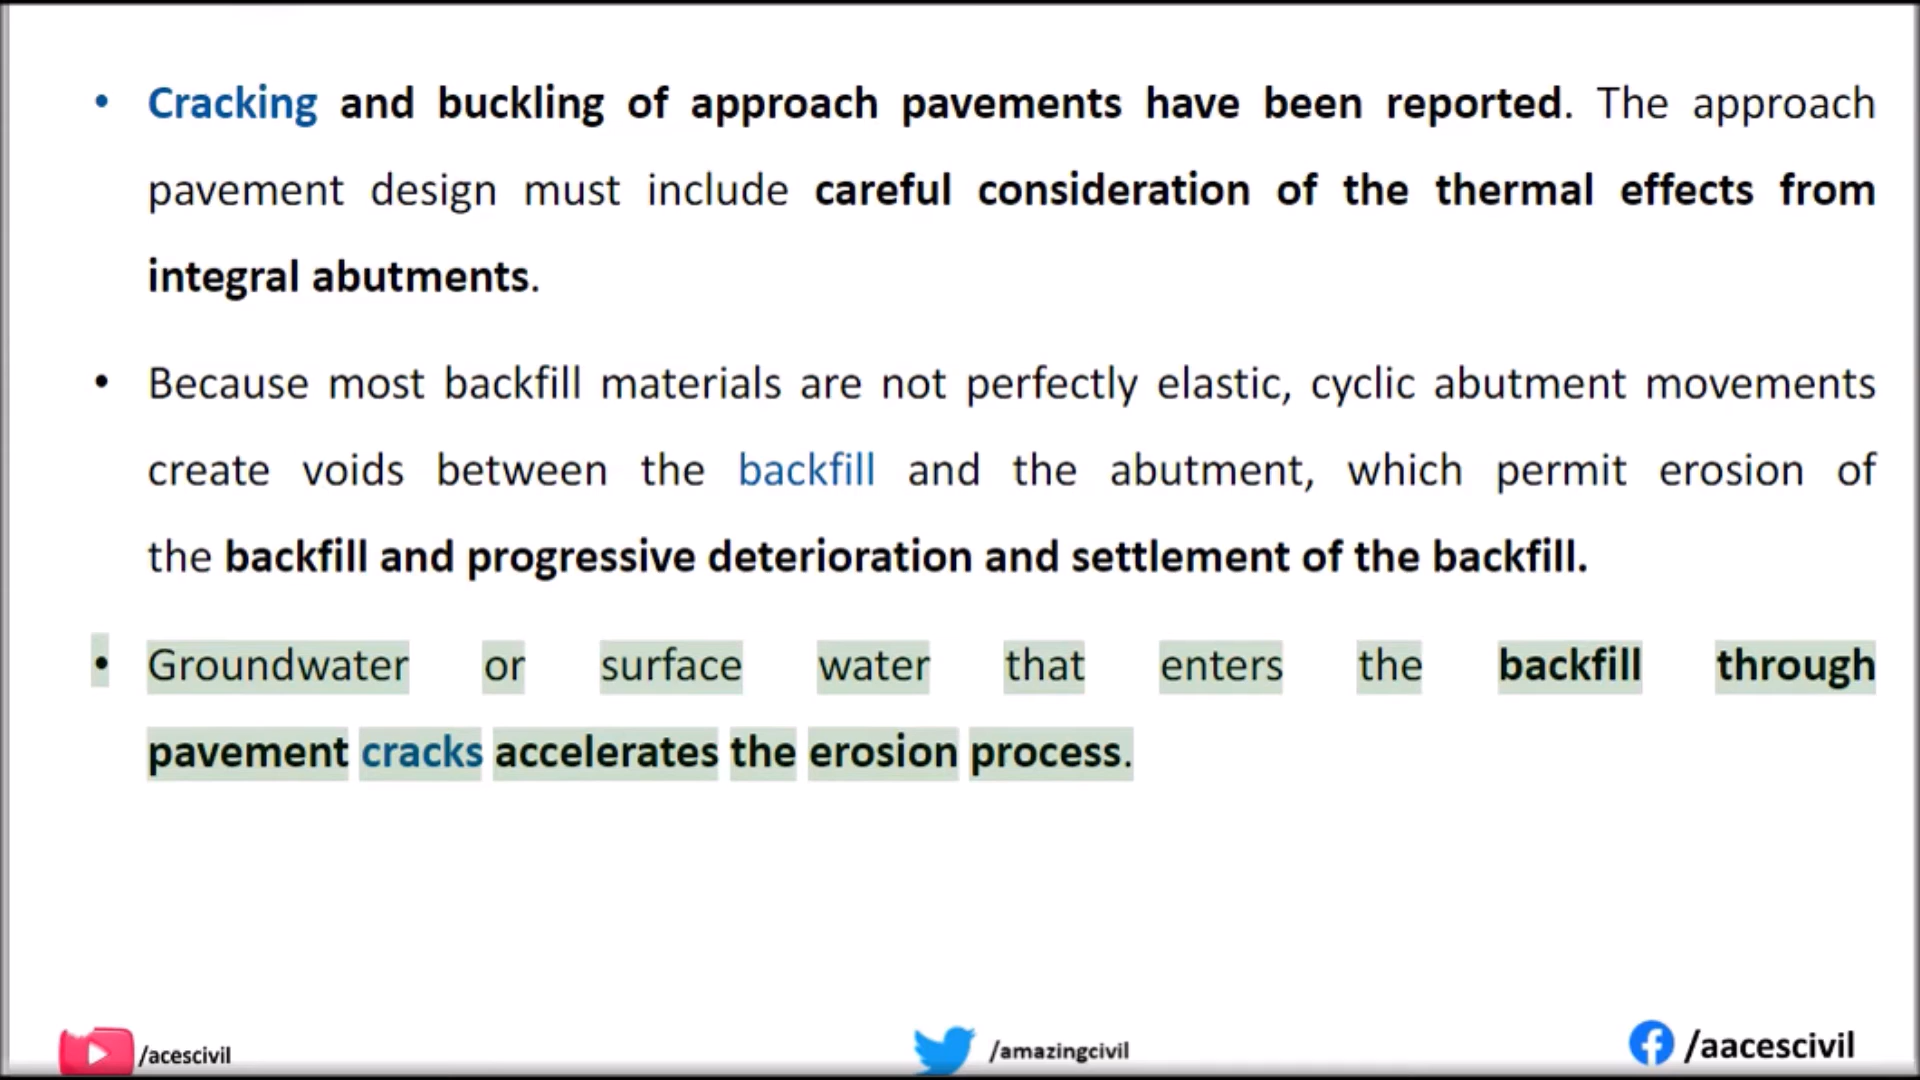 • Cracking and buckling of approach pavements have been reported. The approach
pavement design must include careful consideration of the thermal effects from
integral abutments.
• Because most backfill materials are not perfectly elastic, cyclic abutment movements
create voids between the backfill and the abutment, which permit erosion of
the backfill and progressive deterioration and settlement of the backfill.
• Groundwater or surface water that enters the backfill through
pavement cracks accelerates the erosion process.
/acescivil
/amazingcivil
/aacescivil